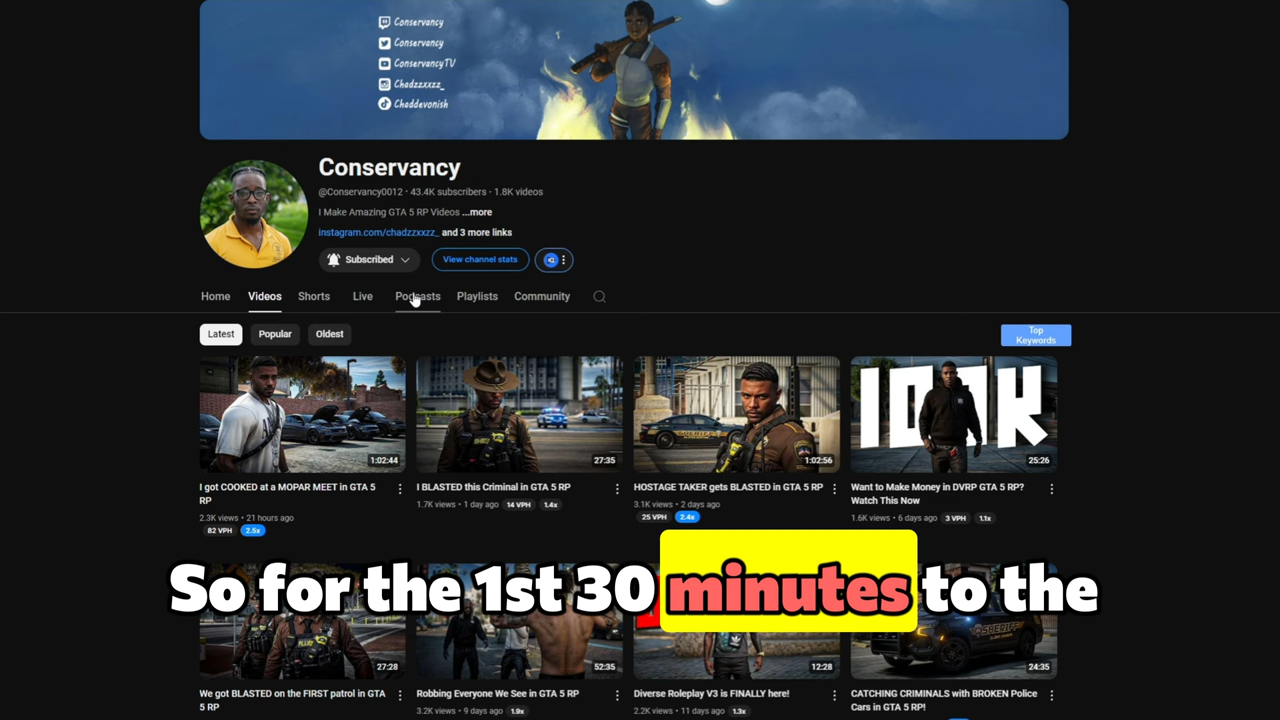 Conservancy
Conservancy
ConservancyTV
Chadzzxxzz_
Chaddevonish
Conservancy
@Conservancy0012 · 43.4K subscribers · 1.8K videos
I Make Amazing GTA 5 RP Videos ...more
instagram.com/chadzzxxzz_ and 3 more links
Subscribed
View channel stats
Home Videos Shorts Live Podcasts Playlists Community
Latest Popular Oldest
Top
Keywords
100K
1:02:44
27:35
1:02:56
25:26
I got COOKED at a MOPAR MEET in GTA 5
RP
2.3K views · 21 hours ago
82 VPH 2.5x
I BLASTED this Criminal in GTA 5 RP
1.7K views · 1 day ago 14 VPH 1.4x
HOSTAGE TAKER gets BLASTED in GTA 5 RP
3.1K views · 2 days ago
25 VPH 2.4x
Want to Make Money in DVRP GTA 5 RP?
Watch This Now
1.6K views · 6 days ago 3 VPH 1.1x
So for the 1st 30 minutes to the
SHERIFF
27:28
52:35
12:28
24:35
We got BLASTED on the FIRST patrol in GTA
5 RP
Robbing Everyone We See in GTA 5 RP
3.2K views · 9 days ago 1.9x
Diverse Roleplay V3 is FINALLY here!
2.2K views · 11 days ago 1.3x
CATCHING CRIMINALS with BROKEN Police
Cars in GTA 5 RP!